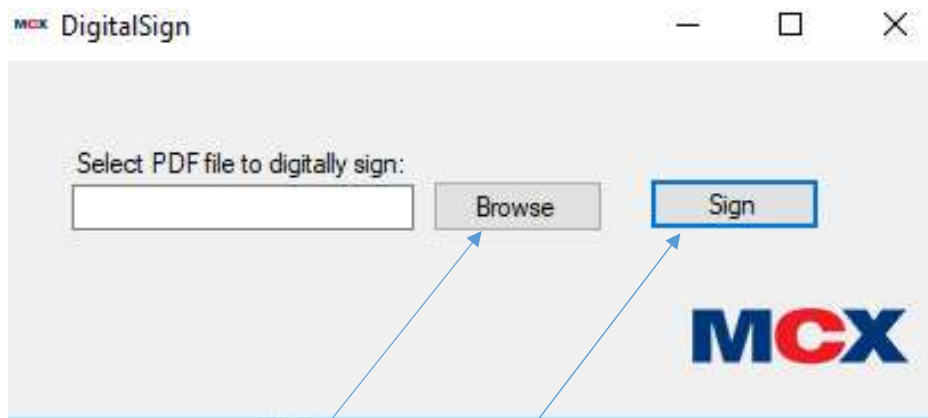 MCX DigitalSign
Select PDF file to digitally sign:
Browse Sign
MCX